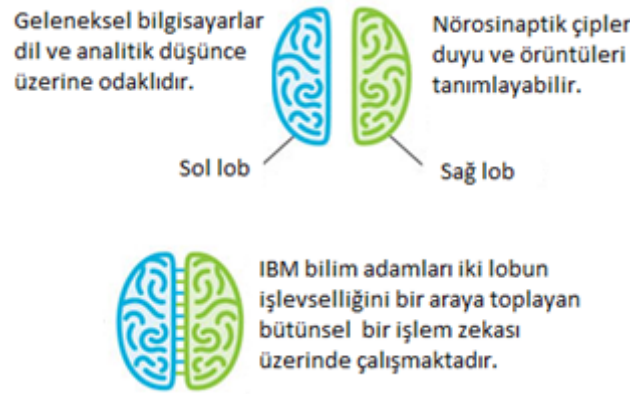 Geleneksel bilgisayarlar
dil ve analitik düşünce
üzerine odaklıdır.
Nörosinaptik çipler
duyu ve örüntüleri
tanımlayabilir.
Sol lob
Sağ lob
IBM bilim adamları iki lobun
işlevselliğini bir araya toplayan
bütünsel bir işlem zekası
üzerinde çalışmaktadır.